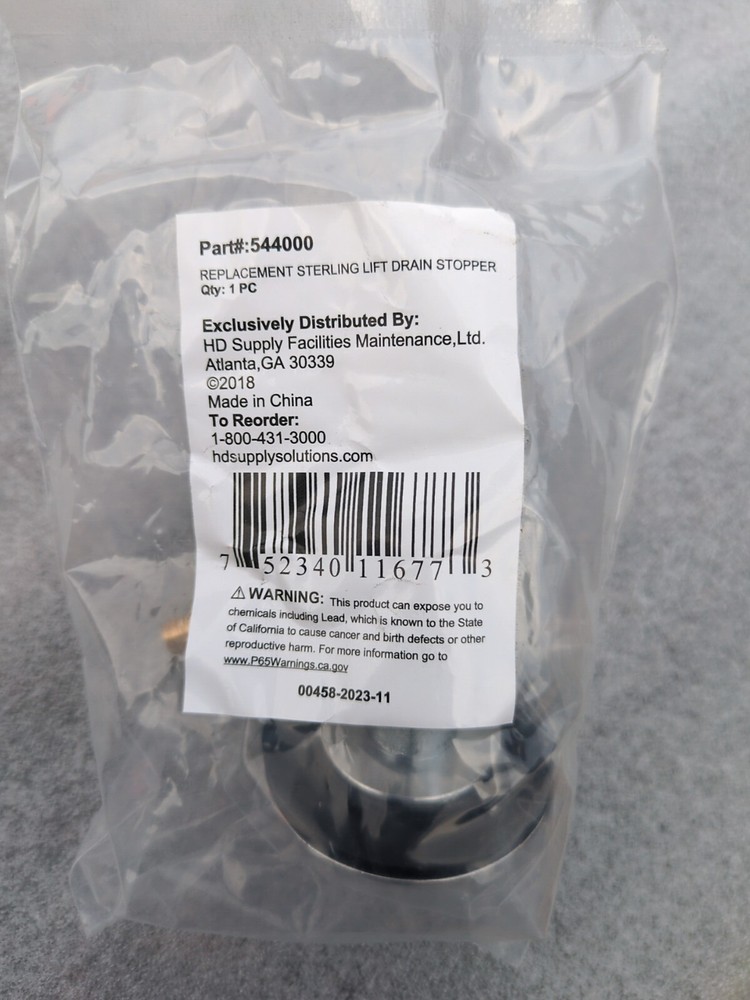 Part#:544000
REPLACEMENT STERLING LIFT DRAIN STOPPER
Qty: 1 PC
Exclusively Distributed By:
HD Supply Facilities Maintenance,Ltd.
Atlanta,GA 30339
©2018
Made in China
To Reorder:
1-800-431-3000
hdsupplysolutions.com
7 52340 11677 3
⚠WARNING: This product can expose you to
chemicals including Lead, which is known to the State
of California to cause cancer and birth defects or other
reproductive harm. For more information go to
www.P65Warnings.ca.gov
00458-2023-11